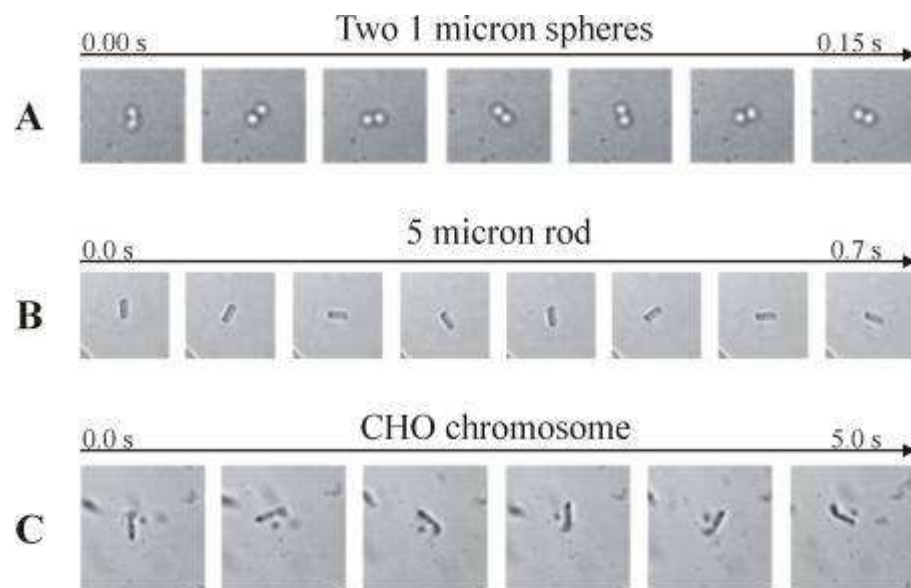 Two 1 micron spheres
0.00 s 0.15 s
A
5 micron rod
0.0 s 0.7 s
B
CHO chromosome
0.0 s 5.0 s
C